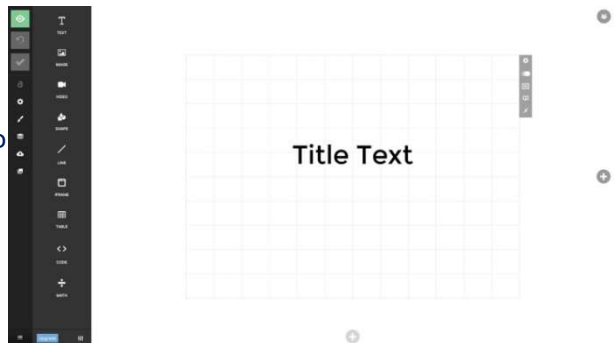 TEXT
IMAGE
VIDEO
SHAPE
LINE
IFRAME
TABLE
CODE
MATH
Title Text